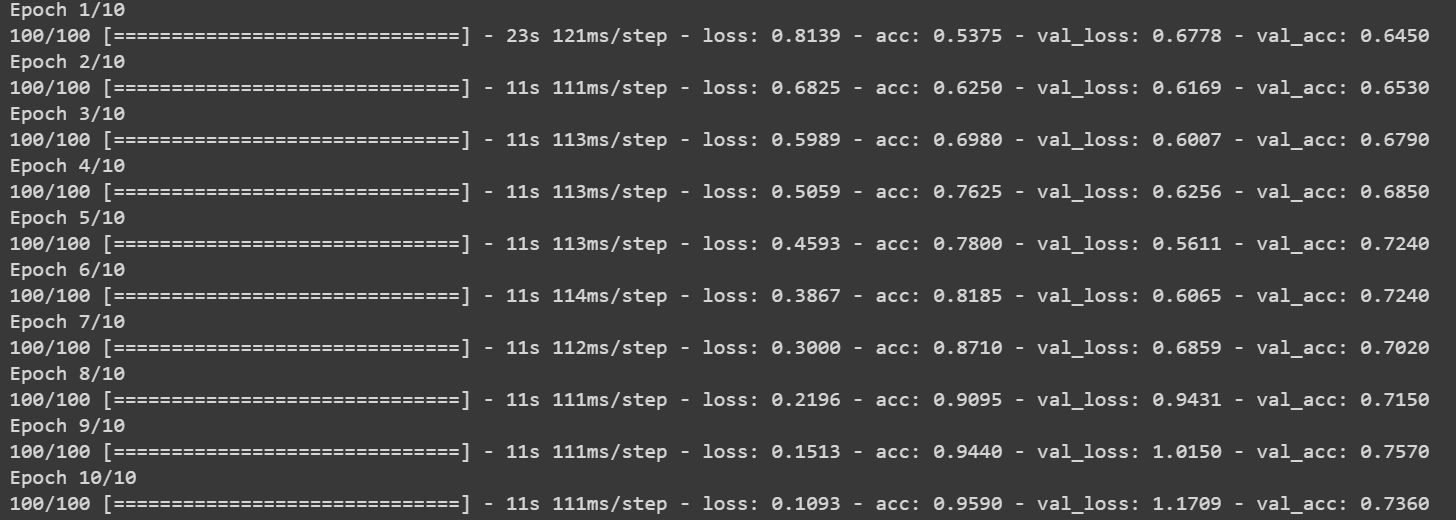 Epoch 1/10
100/100 [==============================] - 23s 121ms/step - loss: 0.8139 - acc: 0.5375 - val_loss: 0.6778 - val_acc: 0.6450
Epoch 2/10
100/100 [==============================] - 11s 111ms/step - loss: 0.6825 - acc: 0.6250 - val_loss: 0.6169 - val_acc: 0.6530
Epoch 3/10
100/100 [==============================] - 11s 113ms/step - loss: 0.5989 - acc: 0.6980 - val_loss: 0.6007 - val_acc: 0.6790
Epoch 4/10
100/100 [==============================] - 11s 113ms/step - loss: 0.5059 - acc: 0.7625 - val_loss: 0.6256 - val_acc: 0.6850
Epoch 5/10
100/100 [==============================] - 11s 113ms/step - loss: 0.4593 - acc: 0.7800 - val_loss: 0.5611 - val_acc: 0.7240
Epoch 6/10
100/100 [==============================] - 11s 114ms/step - loss: 0.3867 - acc: 0.8185 - val_loss: 0.6065 - val_acc: 0.7240
Epoch 7/10
100/100 [==============================] - 11s 112ms/step - loss: 0.3000 - acc: 0.8710 - val_loss: 0.6859 - val_acc: 0.7020
Epoch 8/10
100/100 [==============================] - 11s 111ms/step - loss: 0.2196 - acc: 0.9095 - val_loss: 0.9431 - val_acc: 0.7150
Epoch 9/10
100/100 [==============================] - 11s 111ms/step - loss: 0.1513 - acc: 0.9440 - val_loss: 1.0150 - val_acc: 0.7570
Epoch 10/10
100/100 [==============================] - 11s 111ms/step - loss: 0.1093 - acc: 0.9590 - val_loss: 1.1709 - val_acc: 0.7360